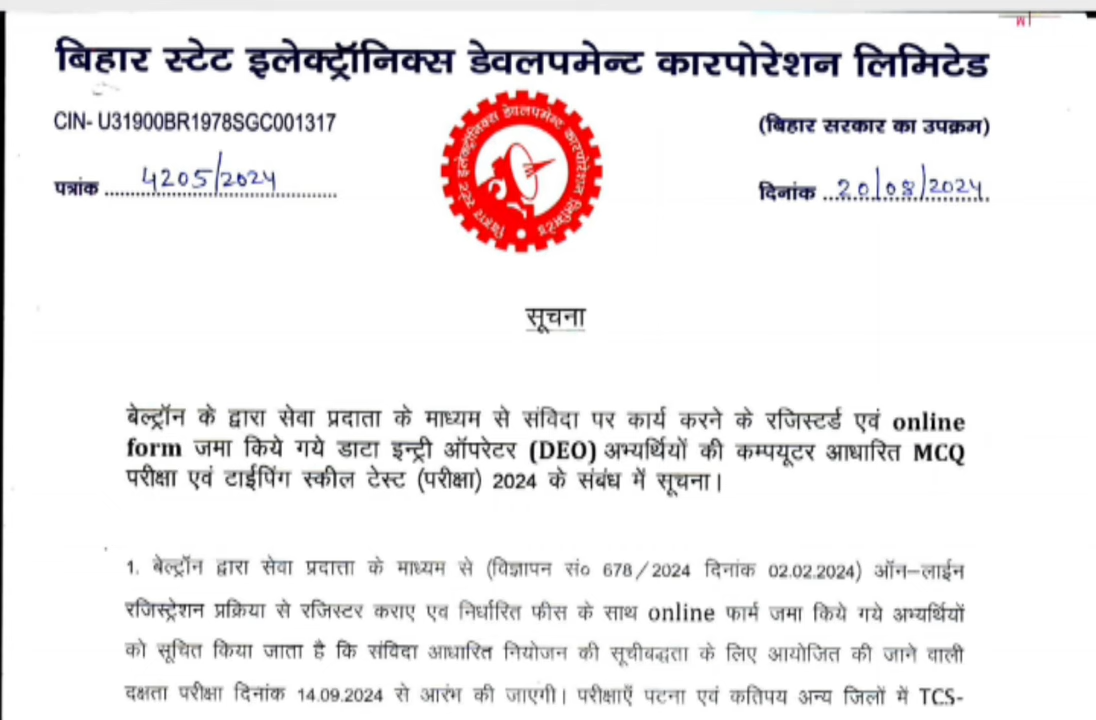 बिहार स्टेट इलेक्ट्रॉनिक्स डेवलपमेन्ट कारपोरेशन लिमिटेड
CIN- U31900BR1978SGC001317
(बिहार सरकार का उपक्रम)
पत्रांक 4205/2024
दिनांक 20/08/2024
बिहार स्टेट इलेक्ट्रॉनिक्स डेवलपमेन्ट कारपोरेशन लिमिटेड
सूचना
बेल्ट्रॉन के द्वारा सेवा प्रदाता के माध्यम से संविदा पर कार्य करने के रजिस्टर्ड एवं online
form जमा किये गये डाटा इन्ट्री ऑपरेटर (DEO) अभ्यर्थियों की कम्पयूटर आधारित MCQ
परीक्षा एवं टाईपिंग स्कील टेस्ट (परीक्षा) 2024 के संबंध में सूचना।
1. बेल्ट्रॉन द्वारा सेवा प्रदात्ता के माध्यम से (विज्ञापन सं० 678/2024 दिनांक 02.02.2024) ऑन–लाईन
रजिस्ट्रेशन प्रक्रिया से रजिस्टर कराए एव निर्धारित फीस के साथ online फार्म जमा किये गये अभ्यर्थियों
को सूचित किया जाता है कि संविदा आधारित नियोजन की सूचीबद्धता के लिए आयोजित की जाने वाली
दक्षता परीक्षा दिनांक 14.09.2024 से आरंभ की जाएगी। परीक्षाएँ पटना एवं कतिपय अन्य जिलों में TCS-